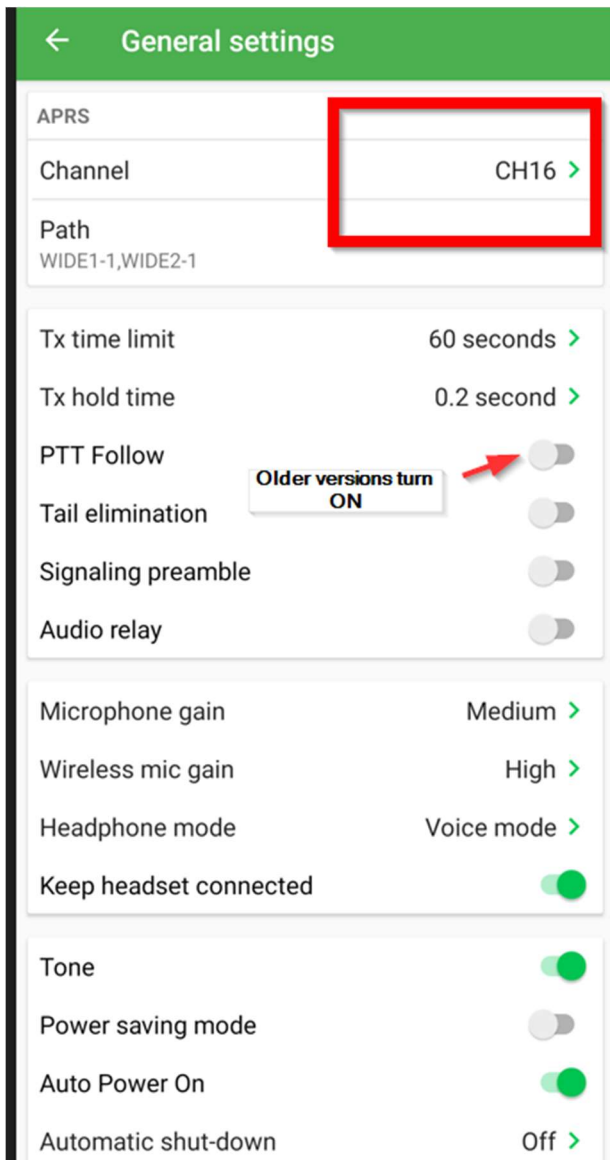 General settings
APRS
Channel CH16
Path
WIDE1-1,WIDE2-1
Tx time limit 60 seconds
Tx hold time 0.2 second
PTT Follow
Older versions turn
ON
Tail elimination
Signaling preamble
Audio relay
Microphone gain Medium
Wireless mic gain High
Headphone mode Voice mode
Keep headset connected
Tone
Power saving mode
Auto Power On
Automatic shut-down Off